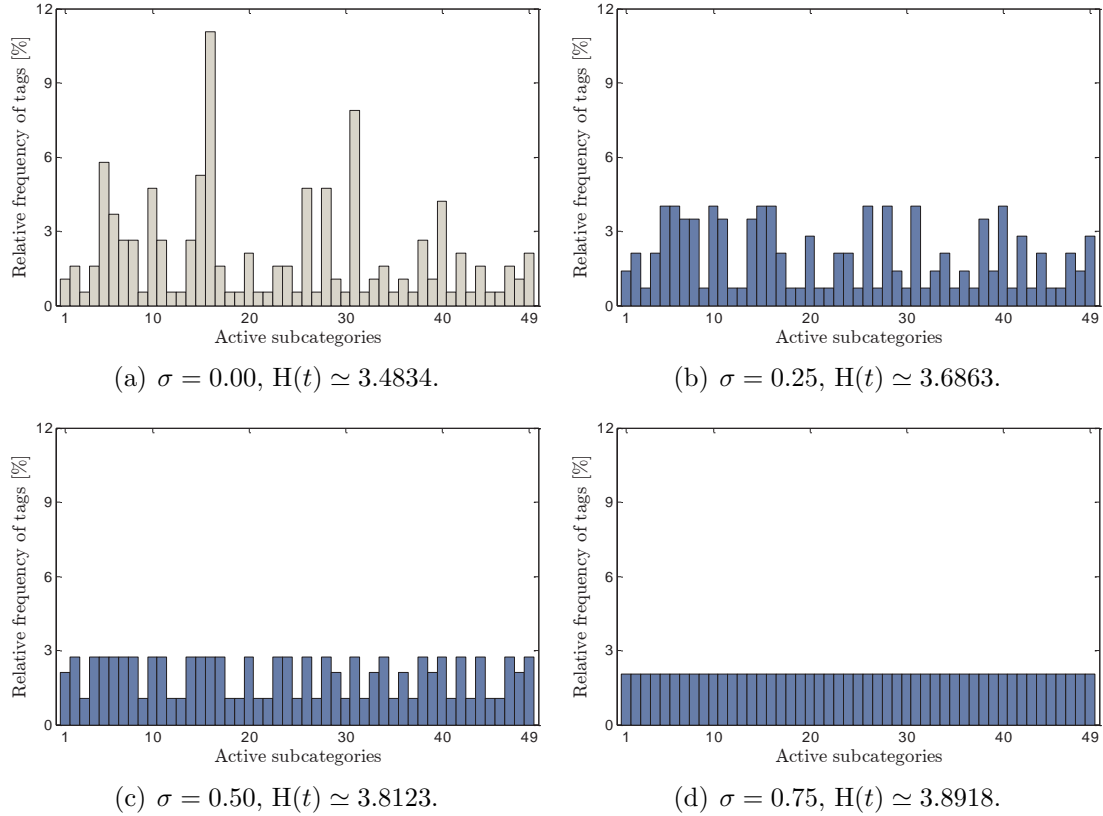 12
9
6
3
0
Relative frequency of tags [%]
1 10 20 30 40 49
Active subcategories
(a) σ = 0.00, H(t) ≃ 3.4834.
12
9
6
3
0
Relative frequency of tags [%]
1 10 20 30 40 49
Active subcategories
(b) σ = 0.25, H(t) ≃ 3.6863.
12
9
6
3
0
Relative frequency of tags [%]
1 10 20 30 40 49
Active subcategories
(c) σ = 0.50, H(t) ≃ 3.8123.
12
9
6
3
0
Relative frequency of tags [%]
1 10 20 30 40 49
Active subcategories
(d) σ = 0.75, H(t) ≃ 3.8918.